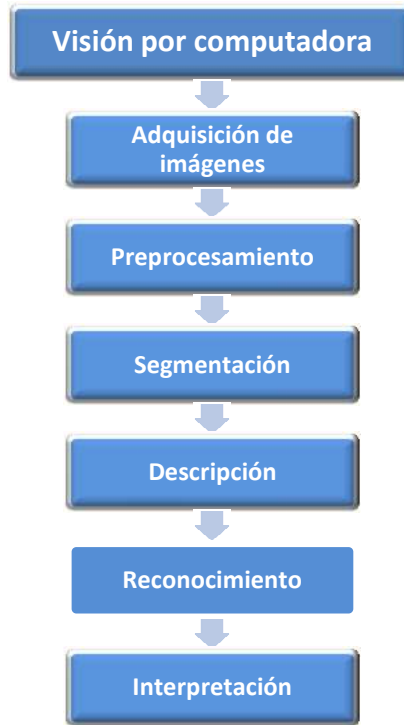 Visión por computadora
Adquisición de
imágenes
Preprocesamiento
Segmentación
Descripción
Reconocimiento
Interpretación